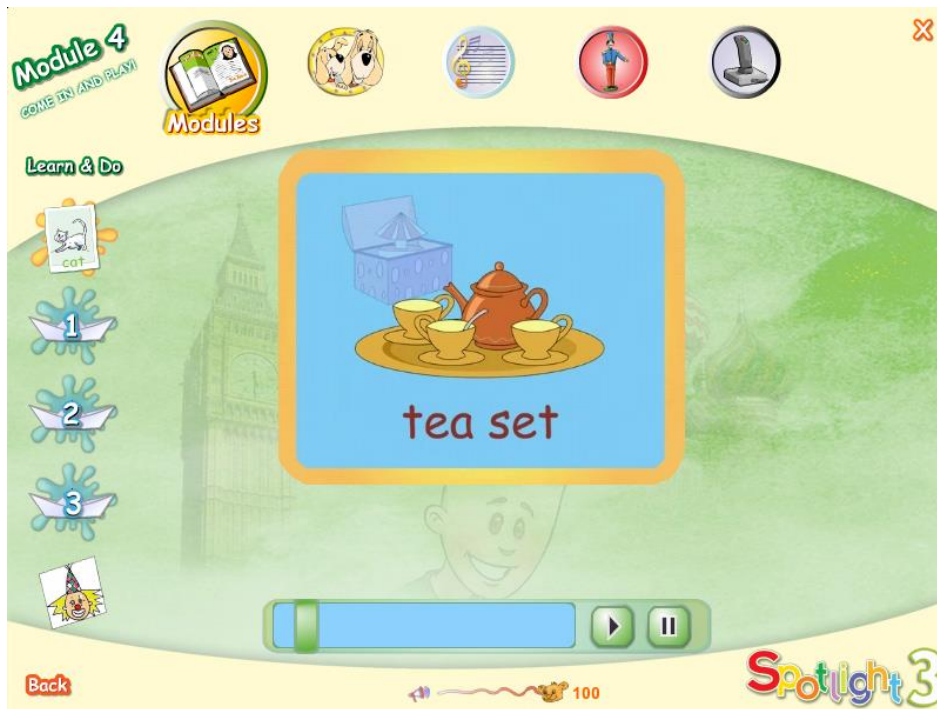 Module 4
COME IN AND PLAY!
Modules
X
Learn & Do
cat
1
2
3
tea set
Back
100
Spotlight 3